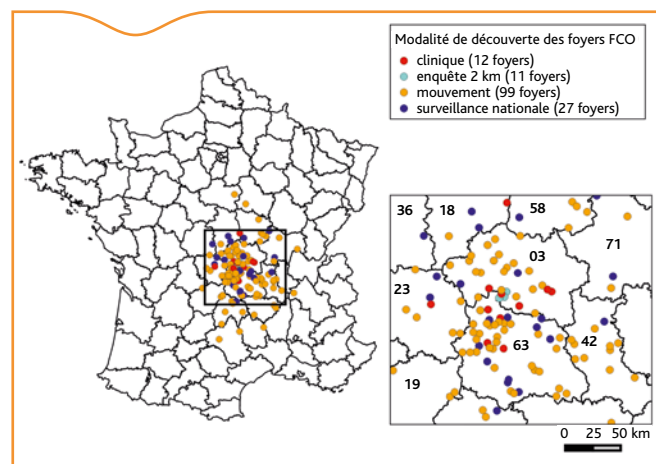 Modalité de découverte des foyers FCO
clinique (12 foyers)
enquête 2 km (11 foyers)
mouvement (99 foyers)
surveillance nationale (27 foyers)
36
18
58
03
71
23
63
42
19
0 25 50 km